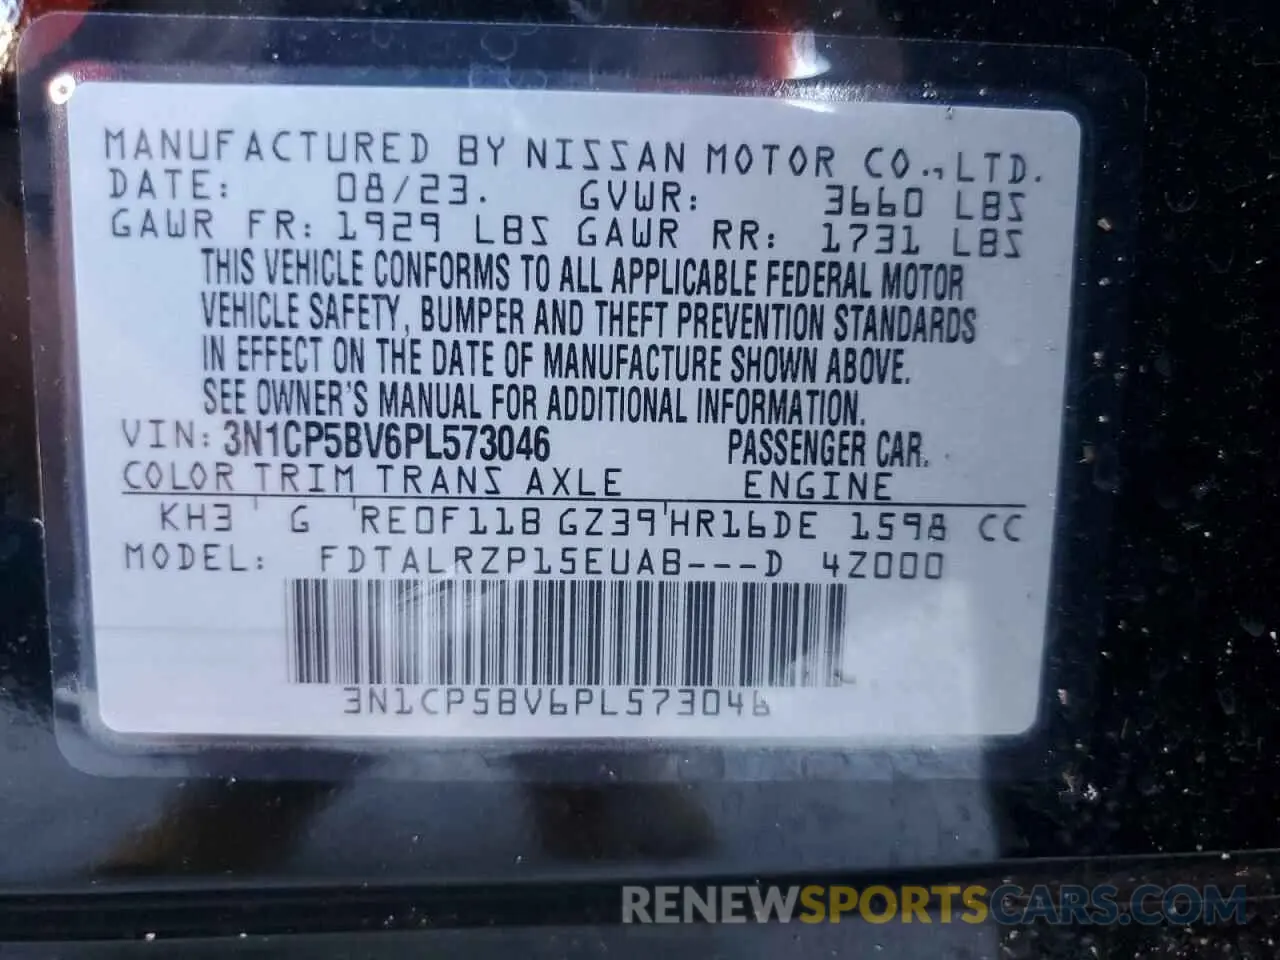 MANUFACTURED BY NISSAN MOTOR CO., LTD.
DATE: 08/23. GVWR: 3660 LBS
GAWR FR: 1929 LBS GAWR RR: 1731 LBS
THIS VEHICLE CONFORMS TO ALL APPLICABLE FEDERAL MOTOR
VEHICLE SAFETY, BUMPER AND THEFT PREVENTION STANDARDS
IN EFFECT ON THE DATE OF MANUFACTURE SHOWN ABOVE.
SEE OWNER'S MANUAL FOR ADDITIONAL INFORMATION.
VIN: 3N1CP5BV6PL573046 PASSENGER CAR.
COLOR TRIM TRANS AXLE ENGINE
KH3 G RE0F11B GZ39 HR16DE 1598 CC
MODEL: FDTALRZP15EUAB---D 4Z000
3N1CP5BV6PL573046
RENEWSPORTSCARS.COM